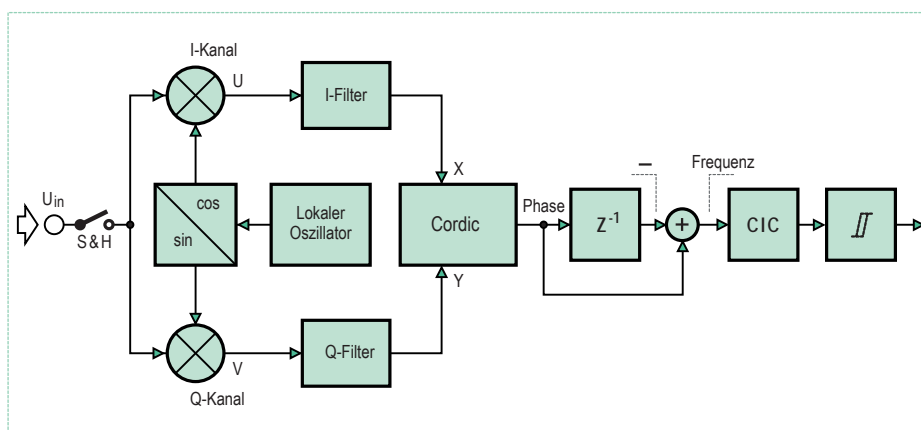 I-Kanal
U
I-Filter
X
Uin
S&H
cos
sin
Lokaler
Oszillator
Cordic
Phase
Z-1
–
+
Frequenz
CIC
Y
V
Q-Filter
Q-Kanal